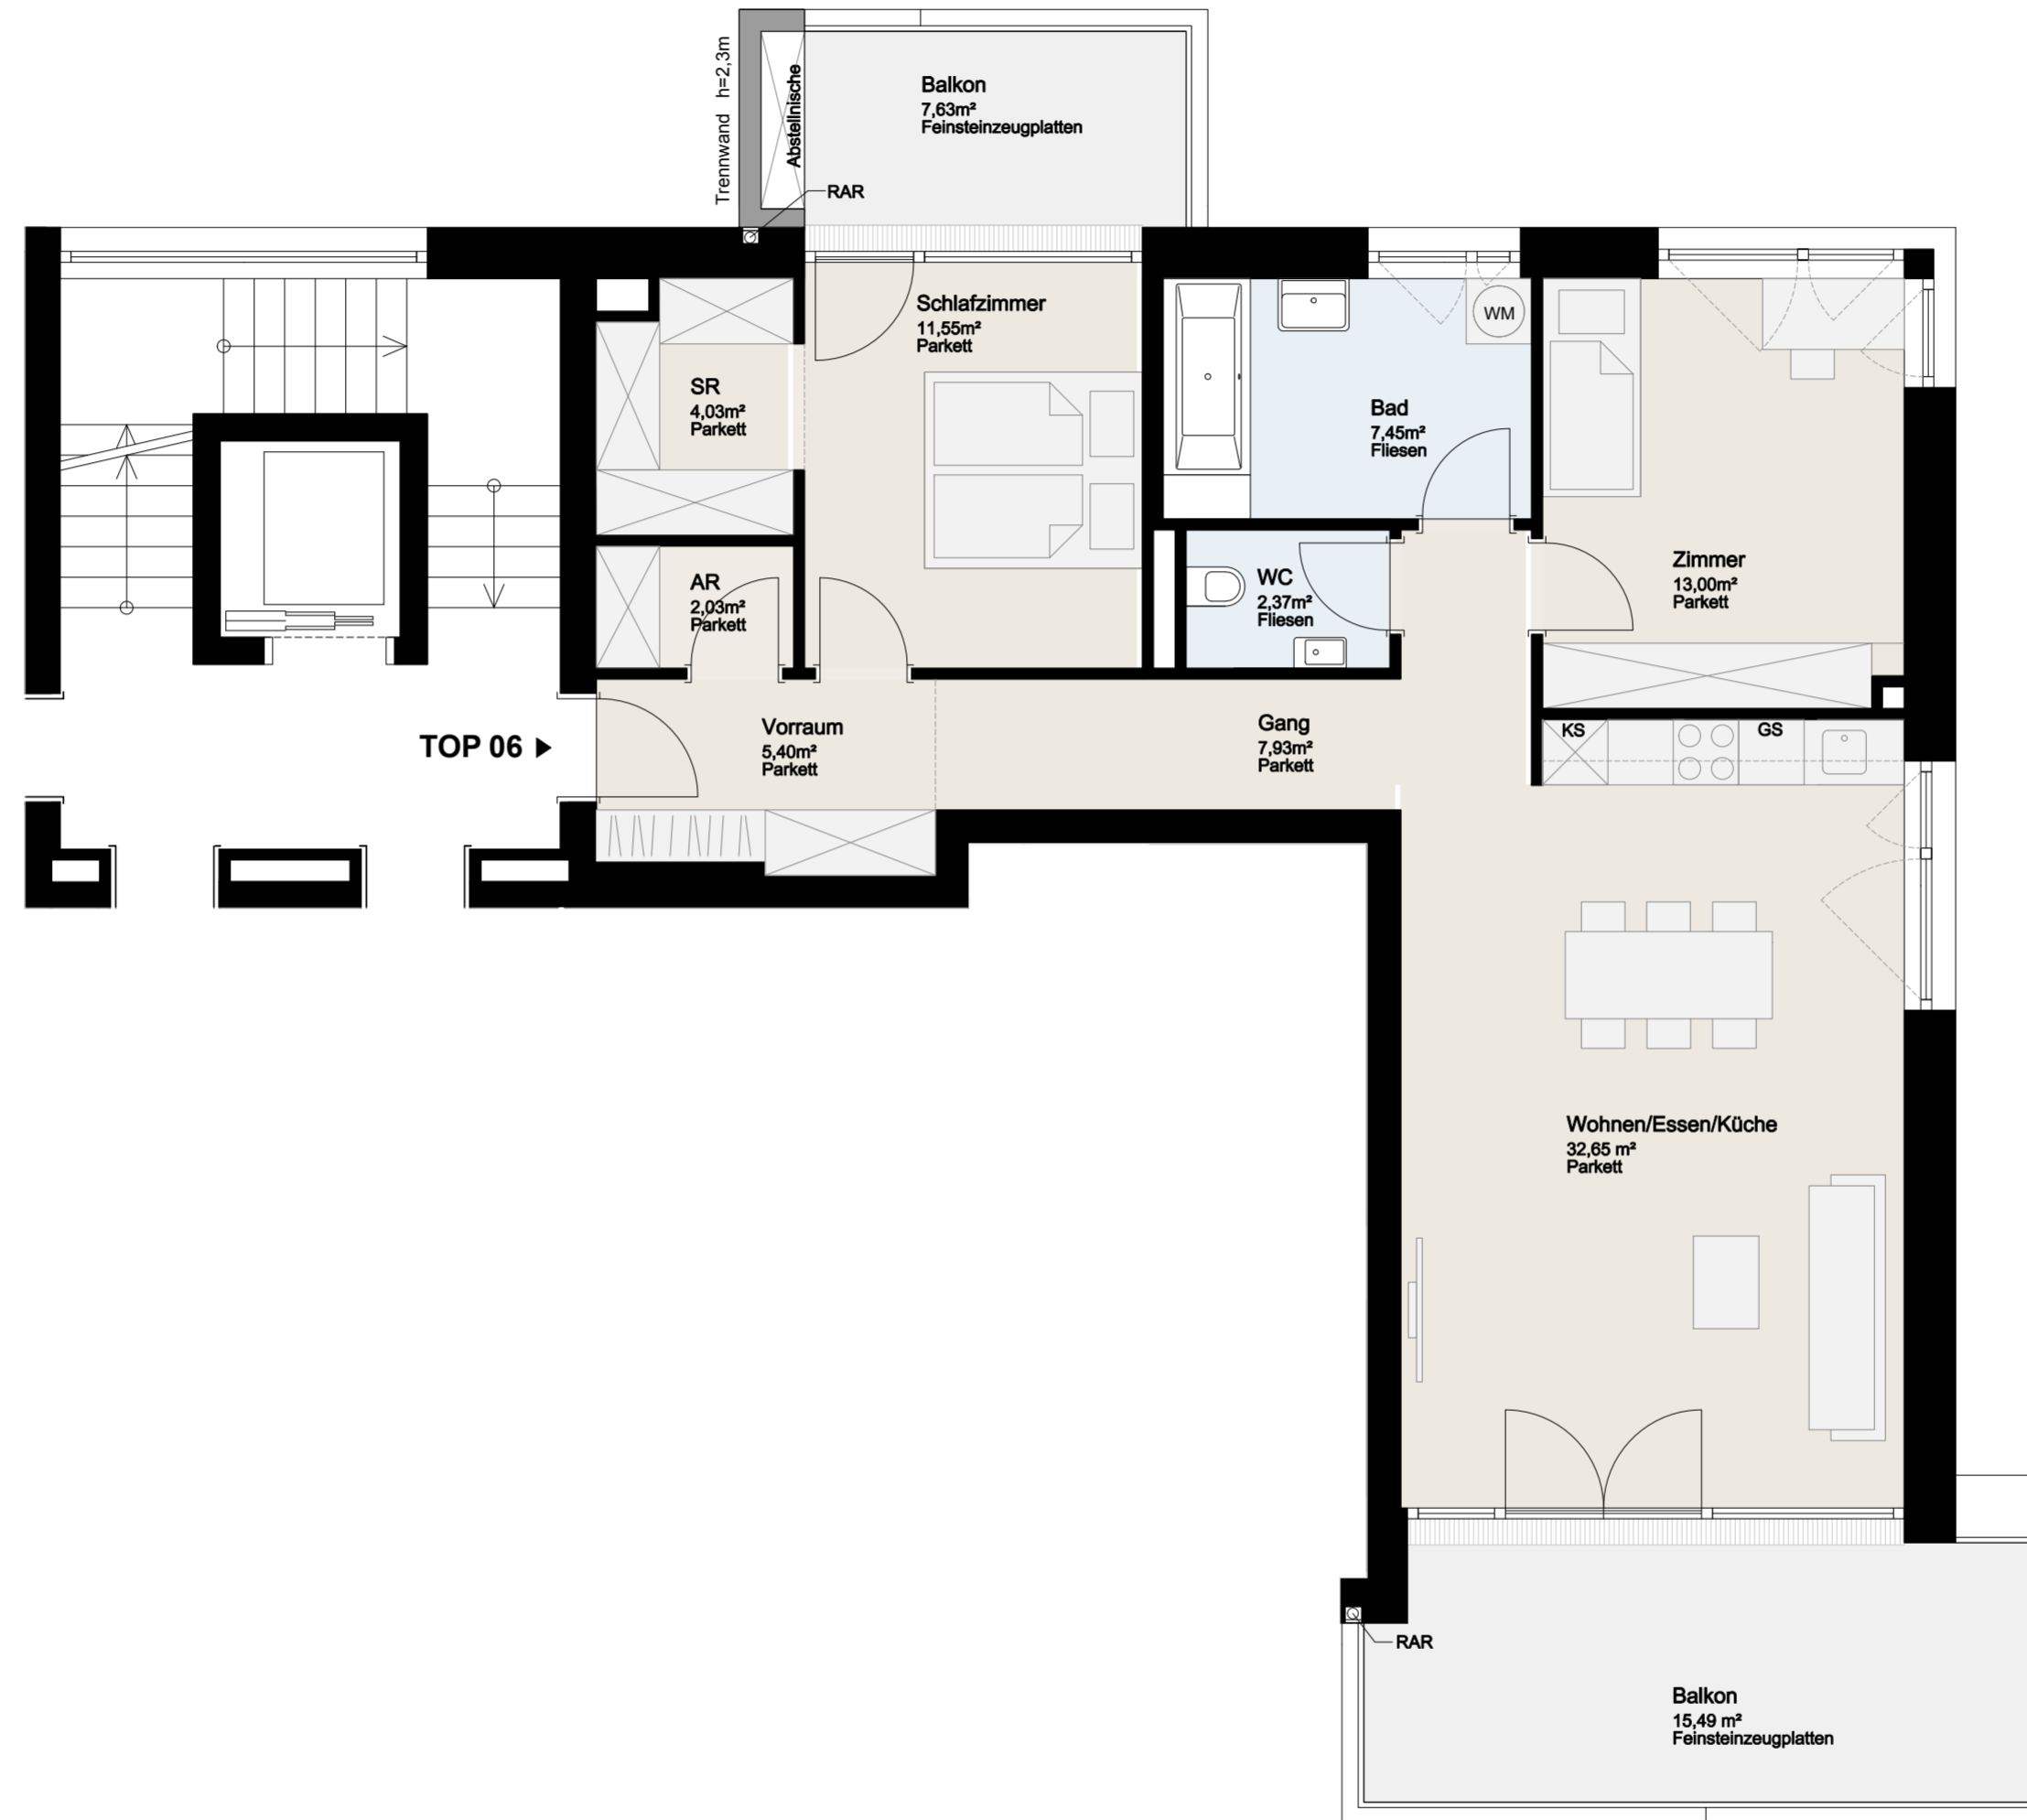 Trennwand h=2,3m
Abstellnische
Balkon
7,63m²
Feinsteinzeugplatten
RAR
Schlafzimmer
11,55m²
Parkett
WM
SR
4,03m²
Parkett
Bad
7,45m²
Fliesen
Zimmer
13,00m²
Parkett
AR
2,03m²
Parkett
WC
2,37m²
Fliesen
TOP 06
Vorraum
5,40m²
Parkett
Gang
7,93m²
Parkett
KS
GS
Wohnen/Essen/Küche
32,65 m²
Parkett
RAR
Balkon
15,49 m²
Feinsteinzeugplatten